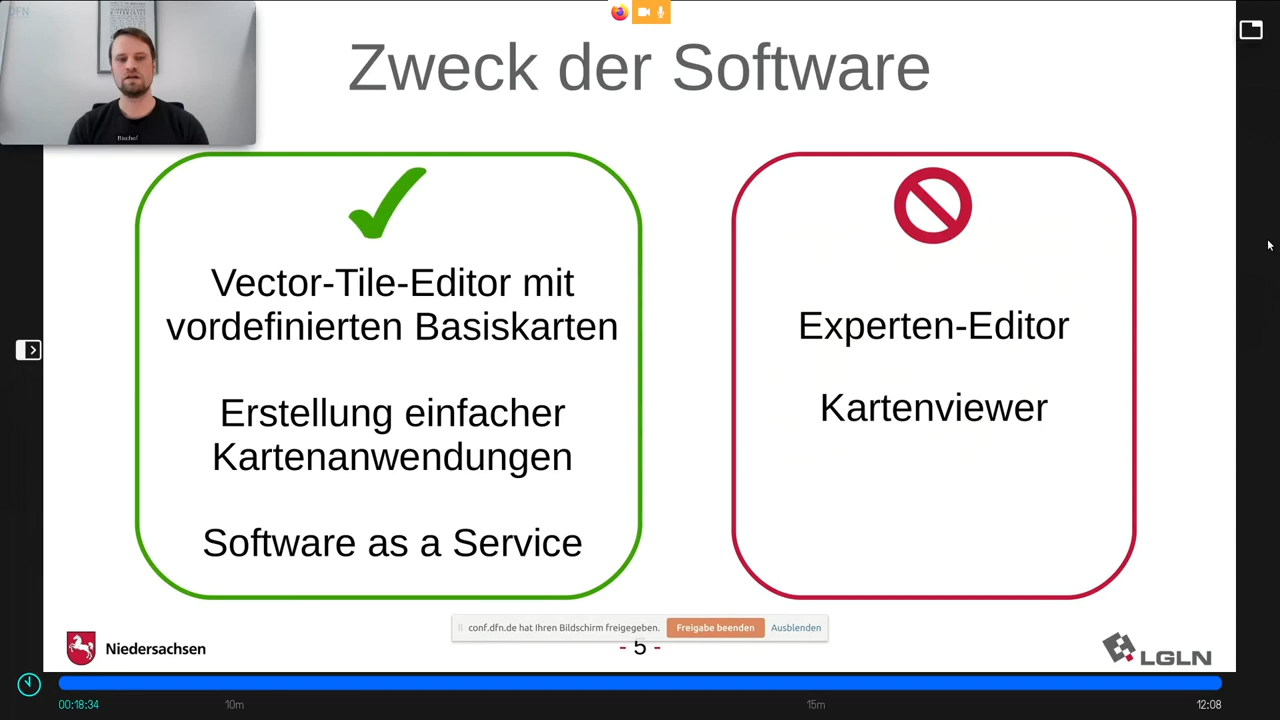 DFN
Zweck der Software
Vector-Tile-Editor mit
vordefinierten Basiskarten
Erstellung einfacher
Kartenanwendungen
Software as a Service
Experten-Editor
Kartenviewer
conf.dfn.de hat Ihren Bildschirm freigegeben.
Freigabe beenden
Ausblenden
Niedersachsen
- 5 -
LGLN
00:18:34
10m
15m
12:08